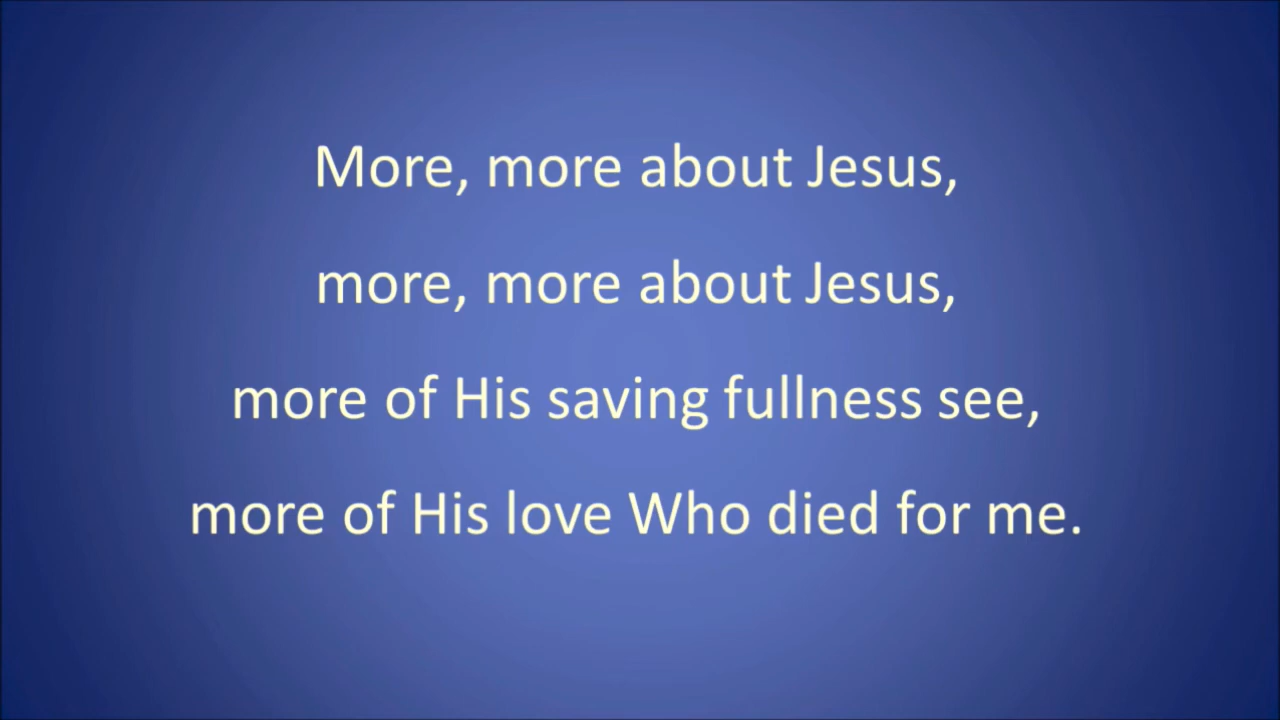 More, more about Jesus,
more, more about Jesus,
more of His saving fullness see,
more of His love Who died for me.